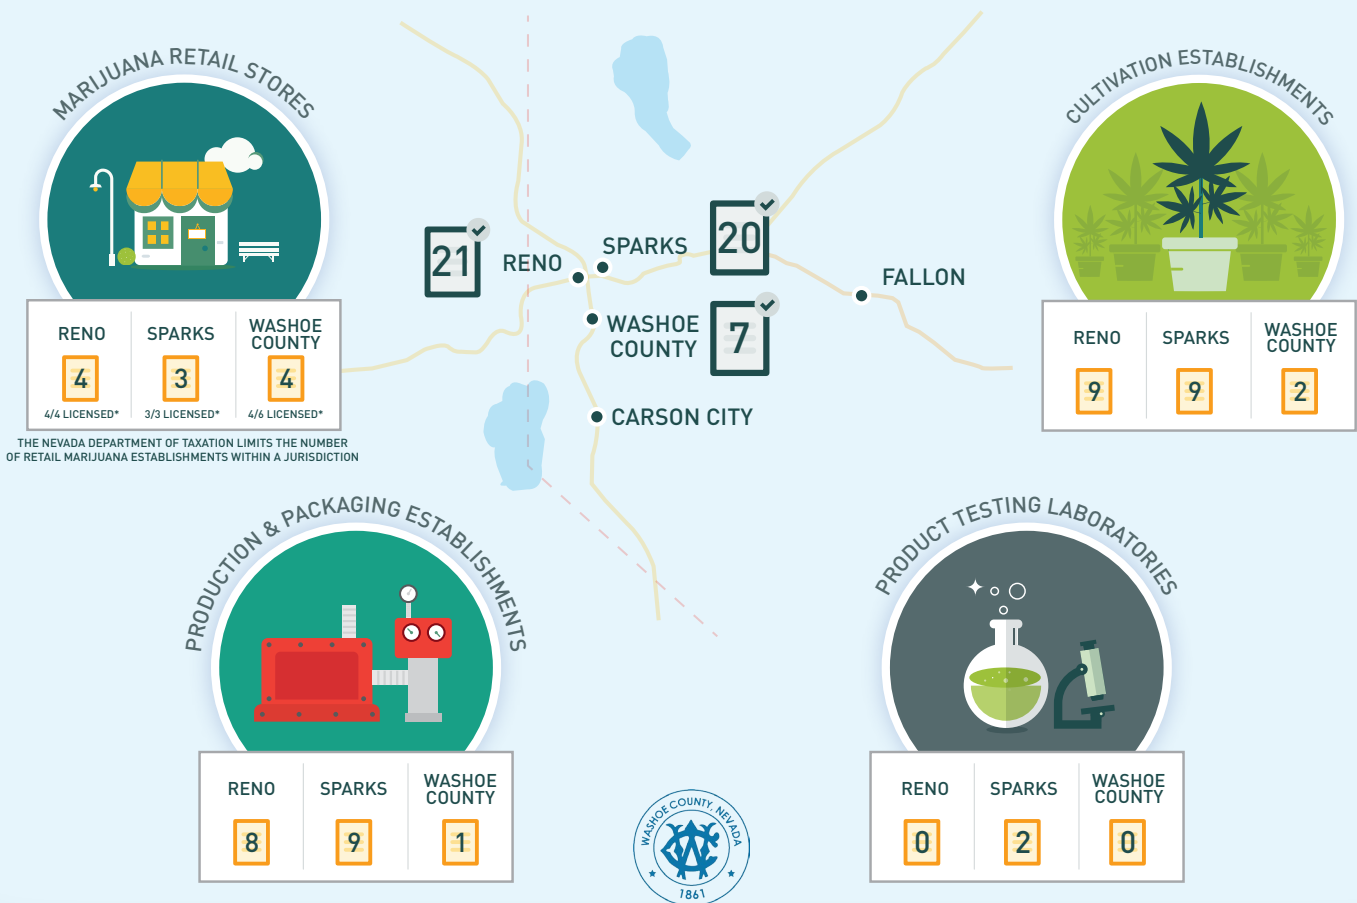 MARIJUANA RETAIL STORES
RENO
SPARKS
WASHOE
COUNTY
4
3
4
4/4 LICENSED*
3/3 LICENSED*
4/6 LICENSED*
THE NEVADA DEPARTMENT OF TAXATION LIMITS THE NUMBER
OF RETAIL MARIJUANA ESTABLISHMENTS WITHIN A JURISDICTION
21
RENO
SPARKS
20
WASHOE
COUNTY
7
FALLON
CARSON CITY
CULTIVATION ESTABLISHMENTS
RENO
SPARKS
WASHOE
COUNTY
9
9
2
PRODUCTION & PACKAGING ESTABLISHMENTS
RENO
SPARKS
WASHOE
COUNTY
8
9
1
WASHOE COUNTY, NEVADA
1861
PRODUCT TESTING LABORATORIES
RENO
SPARKS
WASHOE
COUNTY
0
2
0